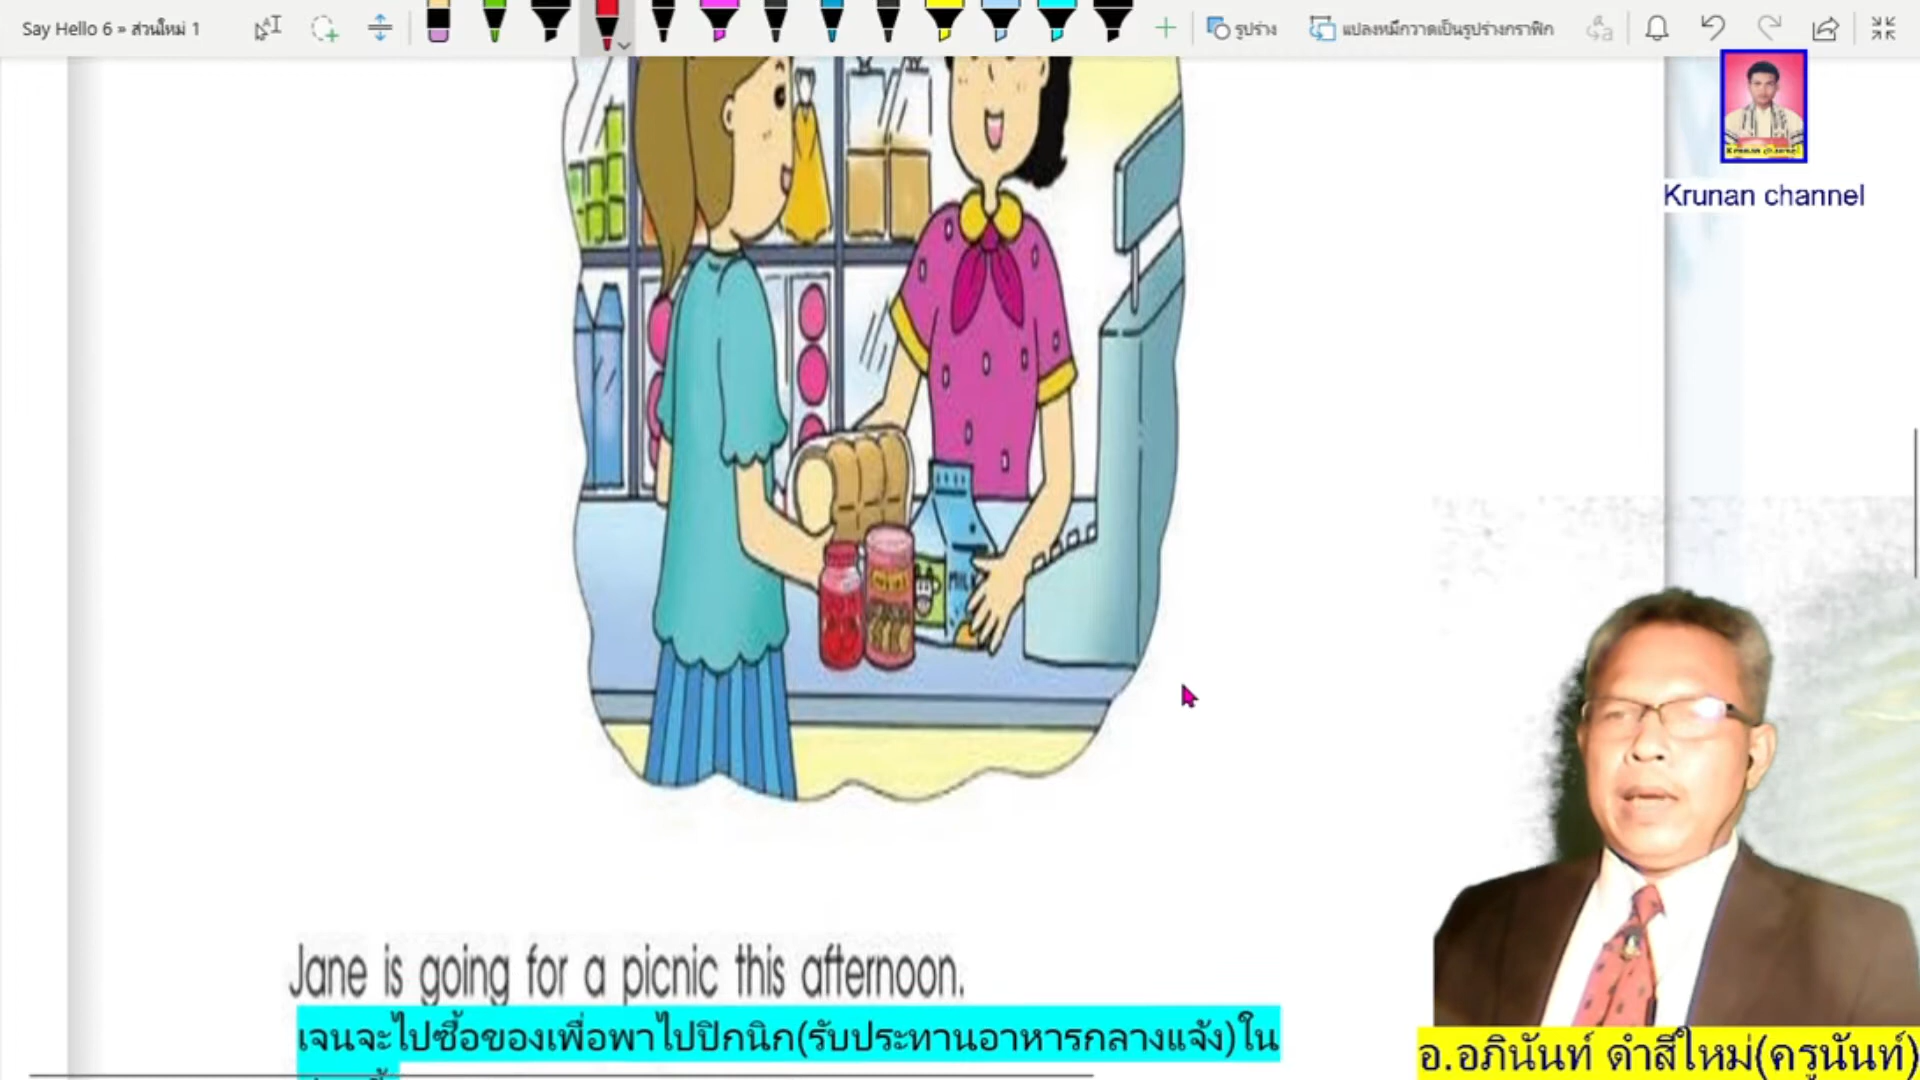 Say Hello 6 » ส่วนใหม่ 1
รูปร่าง
แปลงหมึกวาดเป็นรูปร่างกราฟิก
Krunan channel
MILK
Jane is going for a picnic this afternoon.
เจนจะไปซื้อของเพื่อพาไปปิกนิก(รับประทานอาหารกลางแจ้ง)ใน
อ.อภินันท์ ดำสีใหม่(ครูนันท์)